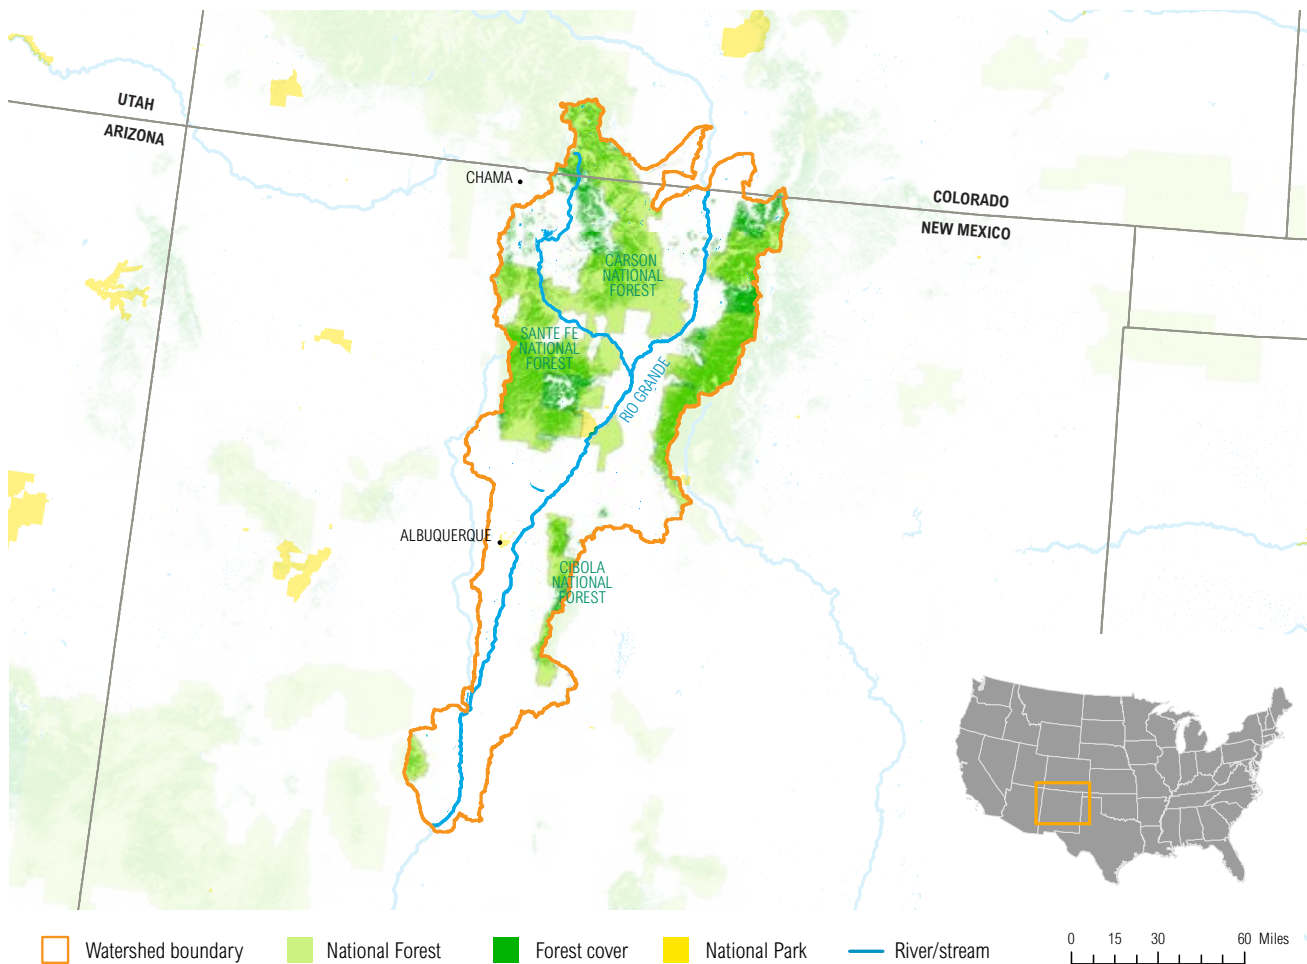 UTAH
ARIZONA
CHAMA
COLORADO
NEW MEXICO
CARSON
NATIONAL
FOREST
SANTE FE
NATIONAL
FOREST
RIO GRANDE
ALBUQUERQUE
CIBOLA
NATIONAL
FOREST
Watershed boundary
National Forest
Forest cover
National Park
River/stream
0 15 30 60 Miles